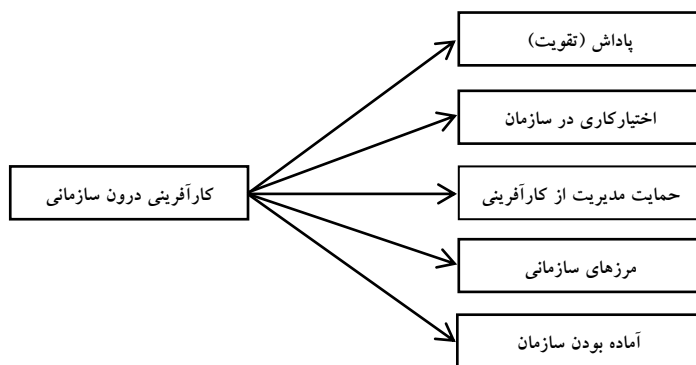 پاداش (تقویت)
اختیارکاری در سازمان
کارآفرینی درون سازمانی
حمایت مدیریت از کارآفرینی
مرزهای سازمانی
آماده بودن سازمان